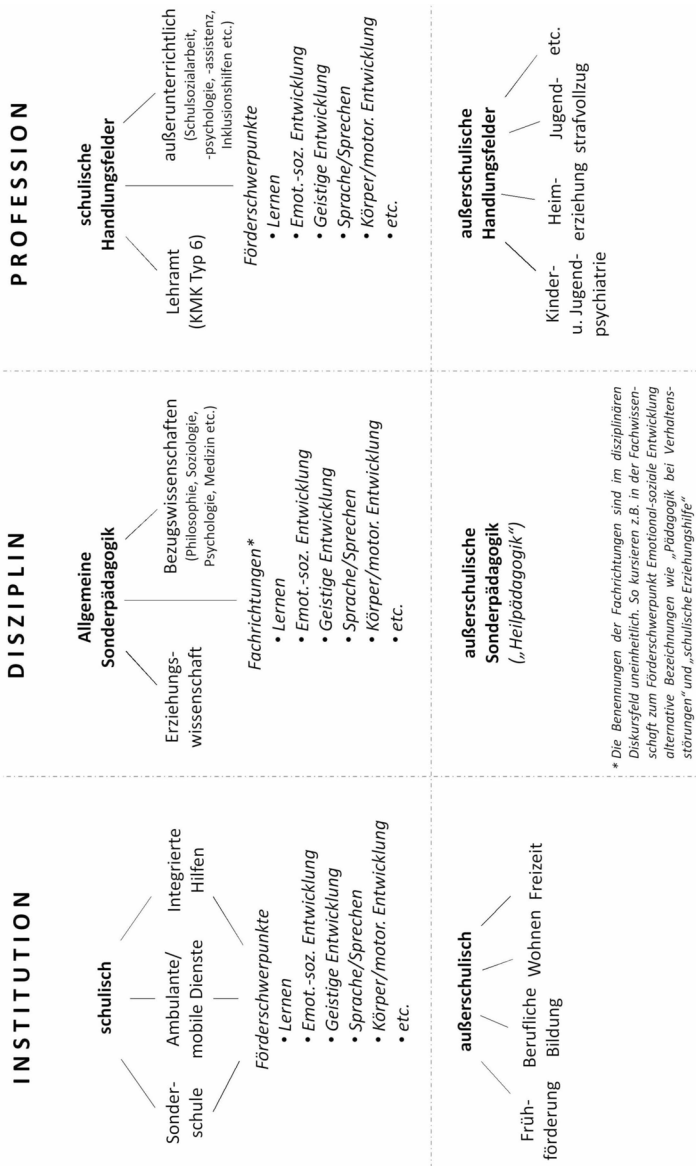 INSTITUTION
schulisch
Sonder-
schule
Ambulante/
mobile Dienste
Integrierte
Hilfen
Förderschwerpunkte
• Lernen
• Emot.-soz. Entwicklung
• Geistige Entwicklung
• Sprache/Sprechen
• Körper/motor. Entwicklung
• etc.
außerschulisch
Früh-
förderung
Berufliche
Bildung
Wohnen
Freizeit
DISZIPLIN
Allgemeine
Sonderpädagogik
Erziehungs-
wissenschaft
Bezugswissenschaften
(Philosophie, Soziologie,
Psychologie, Medizin etc.)
Fachrichtungen*
• Lernen
• Emot.-soz. Entwicklung
• Geistige Entwicklung
• Sprache/Sprechen
• Körper/motor. Entwicklung
• etc.
außerschulische
Sonderpädagogik
(„Heilpädagogik“)
* Die Benennungen der Fachrichtungen sind im disziplinären
Diskursfeld uneinheitlich. So kursieren z.B. in der Fachwissen-
schaft zum Förderschwerpunkt Emotional-soziale Entwicklung
alternative Bezeichnungen wie „Pädagogik bei Verhaltens-
störungen“ und „schulische Erziehungshilfe“
PROFESSION
schulische
Handlungsfelder
Lehramt
(KMK Typ 6)
außerunterrichtlich
(Schulsozialarbeit,
-psychologie, -assistenz,
Inklusionshilfen etc.)
Förderschwerpunkte
• Lernen
• Emot.-soz. Entwicklung
• Geistige Entwicklung
• Sprache/Sprechen
• Körper/motor. Entwicklung
• etc.
außerschulische
Handlungsfelder
Kinder-
u. Jugend-
psychiatrie
Heim-
erziehung
Jugend-
strafvollzug
etc.